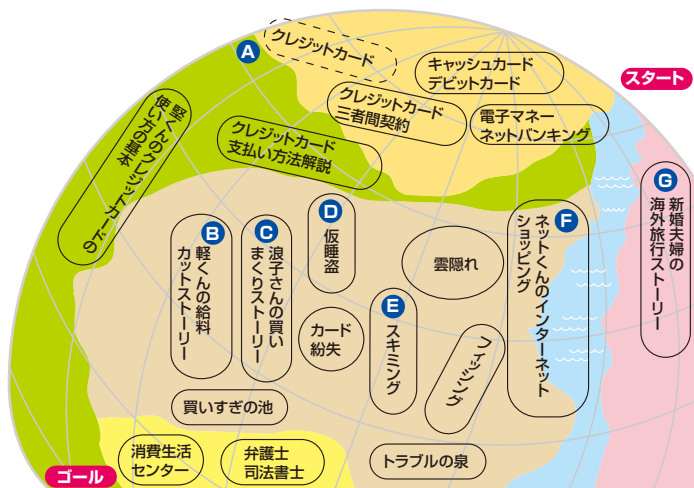 A
クレジットカード
キャッシュカード
デビットカード
スタート
クレジットカード
三者間契約
電子マネー
ネットバンキング
クレジットカード
支払い方法解説
堅くんのクレジットカードの
使い方の基本
G
新婚夫婦の
海外旅行ストーリー
F
ネットくんのインターネット
ショッピング
雲隠れ
D
仮睡盗
C
浪子さんの買い
まくりストーリー
B
軽くんの給料
カットストーリー
E
スキミング
カード
紛失
フィッシング
買いすぎの池
消費生活
センター
弁護士
司法書士
トラブルの泉
ゴール